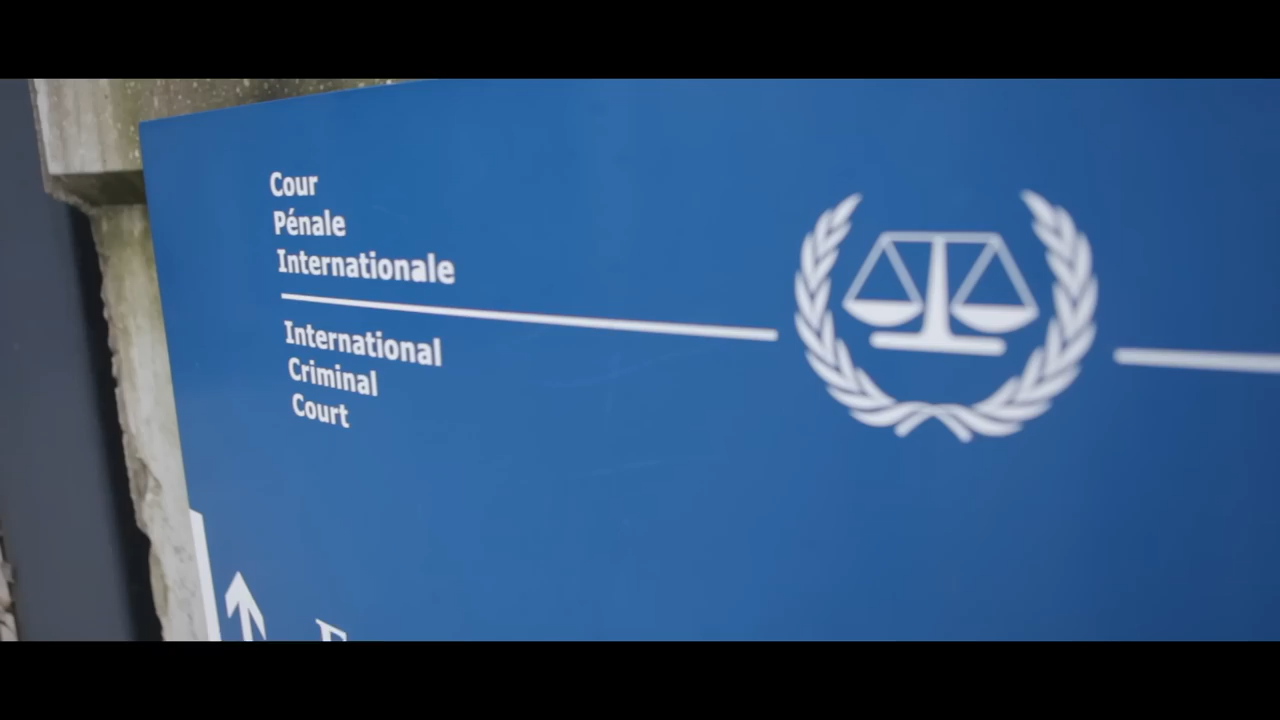 Cour
Pénale
Internationale
International
Criminal
Court